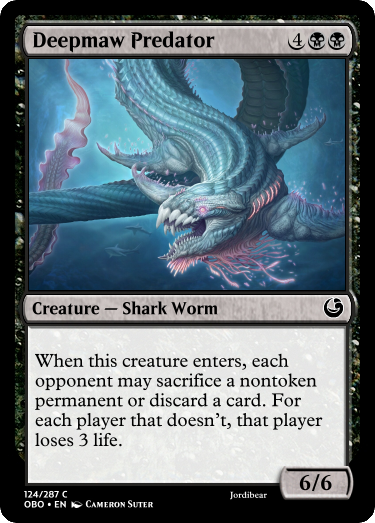 Deepmaw Predator 4
Creature — Shark Worm
When this creature enters, each
opponent may sacrifice a nontoken
permanent or discard a card. For
each player that doesn't, that player
loses 3 life.
6/6
124/287 C
OBO • EN Cameron Suter
Jordibear